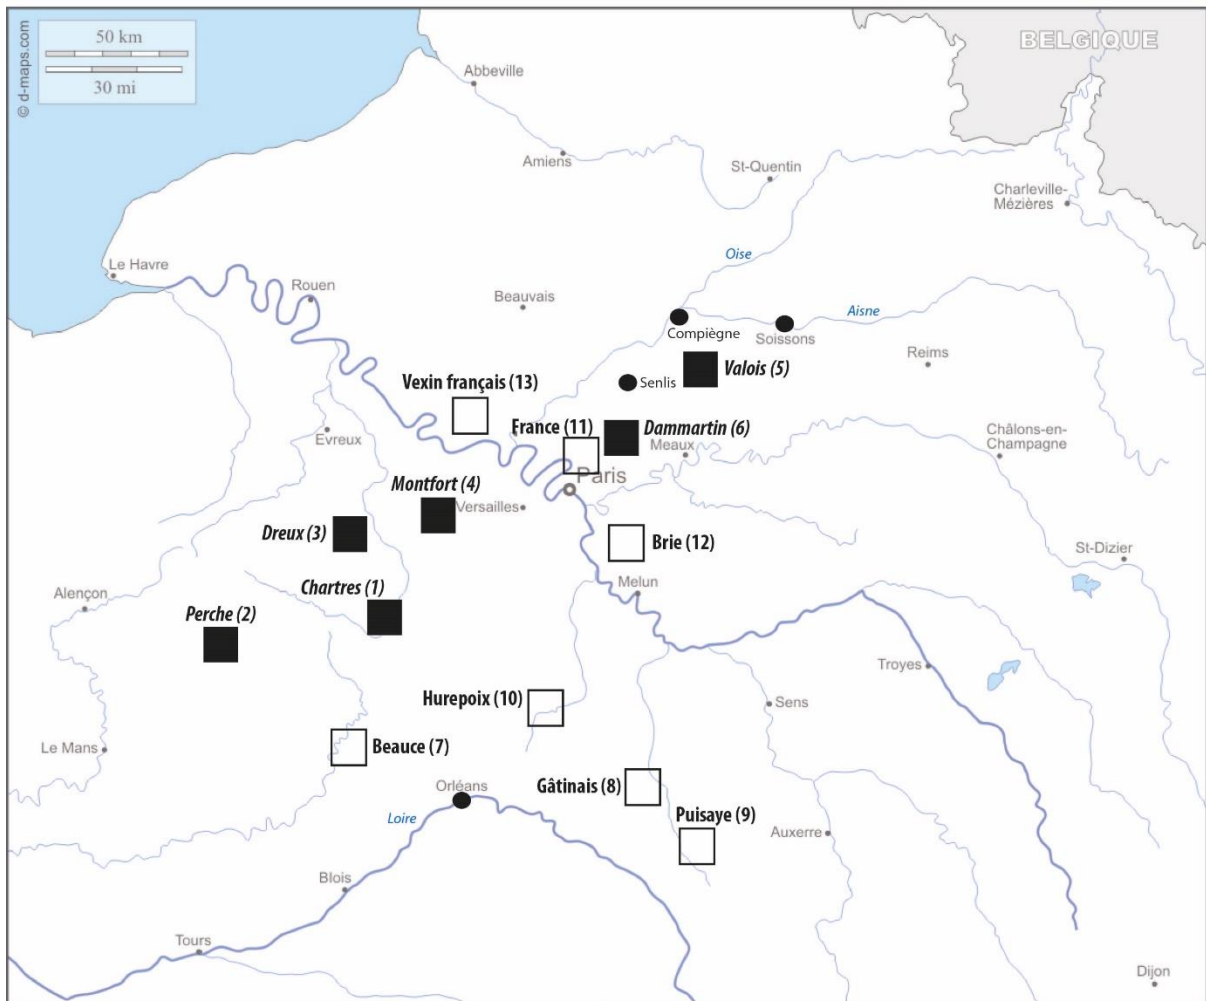 50 km
30 mi
© d-maps.com
BELGIQUE
Abbeville
Amiens
St-Quentin
Charleville-
Mézières
Le Havre
Rouen
Oise
Beauvais
Compiègne
Soissons
Aisne
Reims
Valois (5)
Senlis
Vexin français (13)
France (11)
Dammartin (6)
Meaux
Châlons-en-
Champagne
Evreux
Paris
Montfort (4)
Versailles
Dreux (3)
Brie (12)
St-Dizier
Melun
Chartres (1)
Alençon
Perche (2)
Troyes
Hurepoix (10)
Sens
Le Mans
Beauce (7)
Orléans
Gâtinais (8)
Loire
Puisaye (9)
Auxerre
Blois
Tours
Dijon